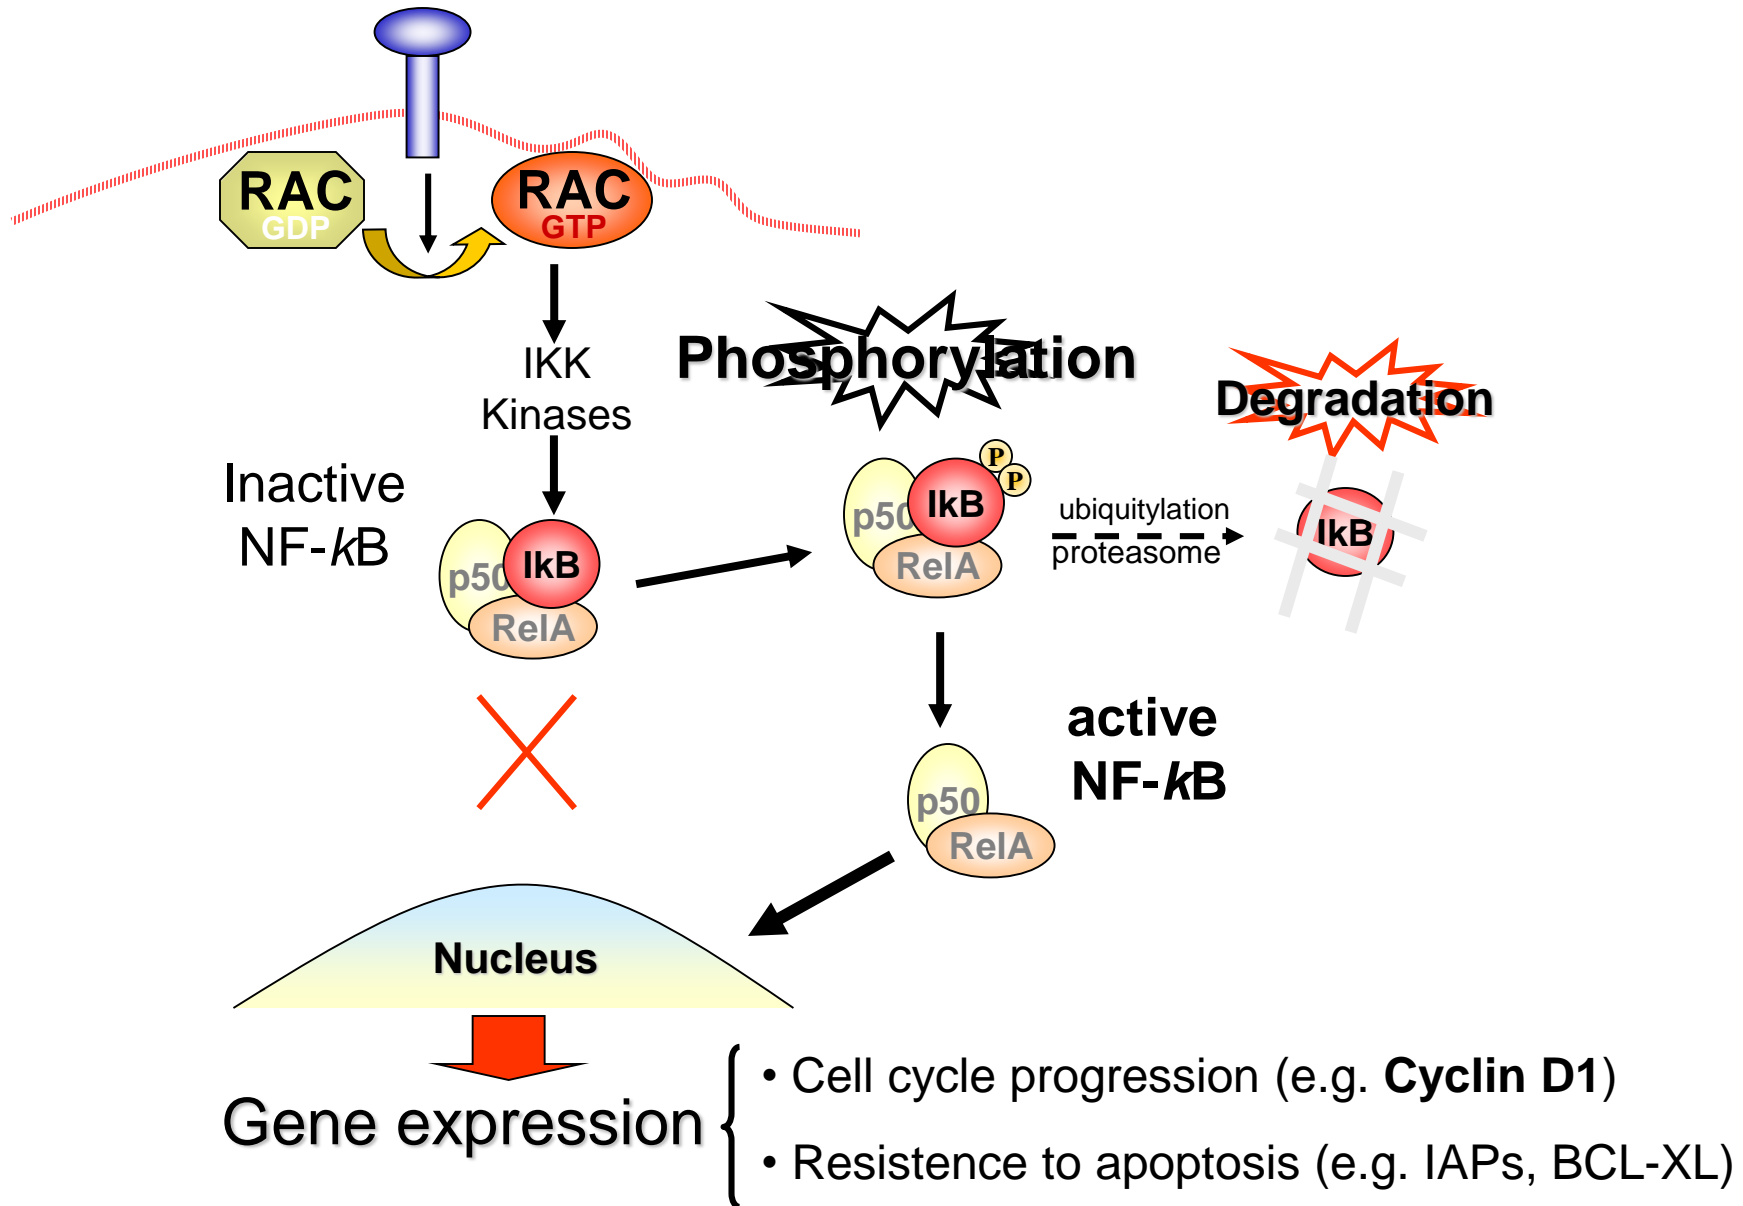 RAC
GDP
RAC
GTP
IKK
Kinases
Phosphorylation
Degradation
Inactive
NF-kB
p50
IkB
RelA
P
P
p50
IkB
RelA
ubiquitylation
proteasome
IkB
active
NF-kB
p50
RelA
Nucleus
Gene expression
• Cell cycle progression (e.g. Cyclin D1)
• Resistence to apoptosis (e.g. IAPs, BCL-XL)